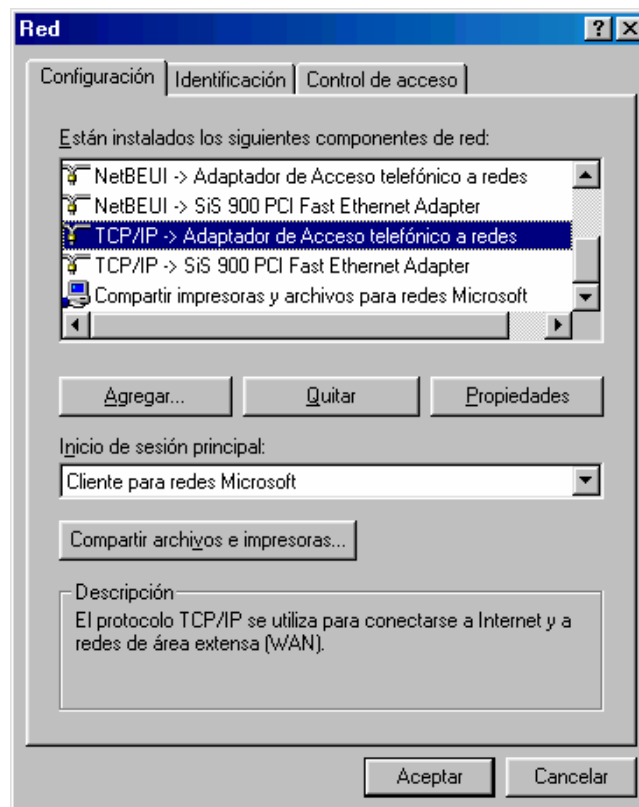 Red
Configuración Identificación Control de acceso
Están instalados los siguientes componentes de red:
NetBEUI -> Adaptador de Acceso telefónico a redes
NetBEUI -> SiS 900 PCI Fast Ethernet Adapter
TCP/IP -> Adaptador de Acceso telefónico a redes
TCP/IP -> SiS 900 PCI Fast Ethernet Adapter
Compartir impresoras y archivos para redes Microsoft
Agregar... Quitar Propiedades
Inicio de sesión principal:
Cliente para redes Microsoft
Compartir archivos e impresoras...
Descripción
El protocolo TCP/IP se utiliza para conectarse a Internet y a
redes de área extensa (WAN).
Aceptar Cancelar